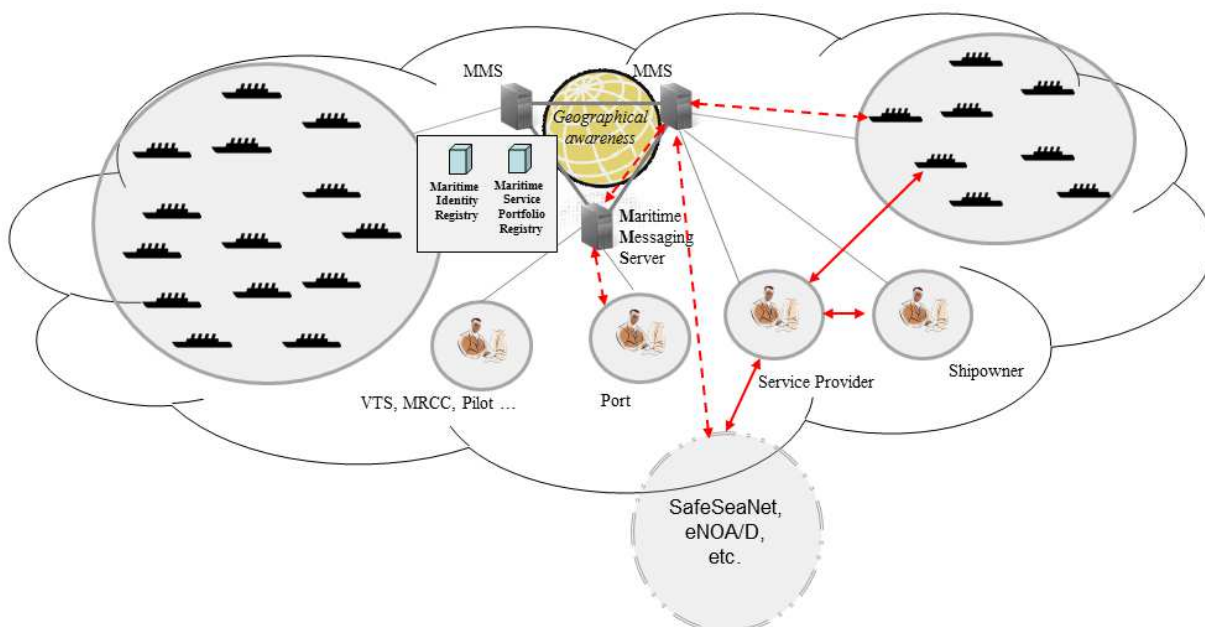 MMS
MMS
Geographical
awareness
Maritime
Identity
Registry
Maritime
Service
Portfolio
Registry
Maritime
Messaging
Server
VTS, MRCC, Pilot …
Port
Service Provider
Shipowner
SafeSeaNet,
eNOA/D,
etc.